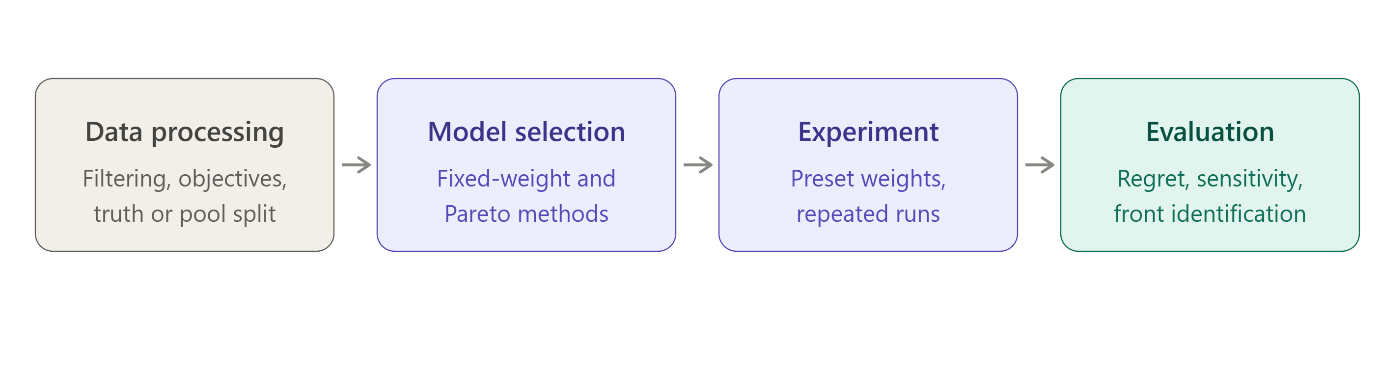 Data processing
Filtering, objectives,
truth or pool split
Model selection
Fixed-weight and
Pareto methods
Experiment
Preset weights,
repeated runs
Evaluation
Regret, sensitivity,
front identification